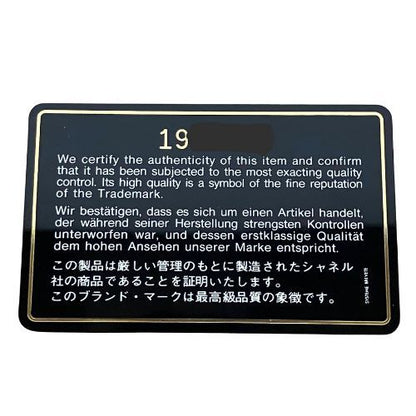 19
We certify the authenticity of this item and confirm
that it has been subjected to the most exacting quality
control. Its high quality is a symbol of the fine reputation
of the Trademark.
Wir bestätigen, dass es sich um einen Artikel handelt,
der während seiner Herstellung strengsten Kontrollen
unterworfen war, und dessen erstklassige Qualität
dem hohen Ansehen unserer Marke entspricht.
この製品は厳しい管理のもとに製造されたシャネル
社の商品であることを証明いたします。
このブランド・マークは最高級品質の象徴です。